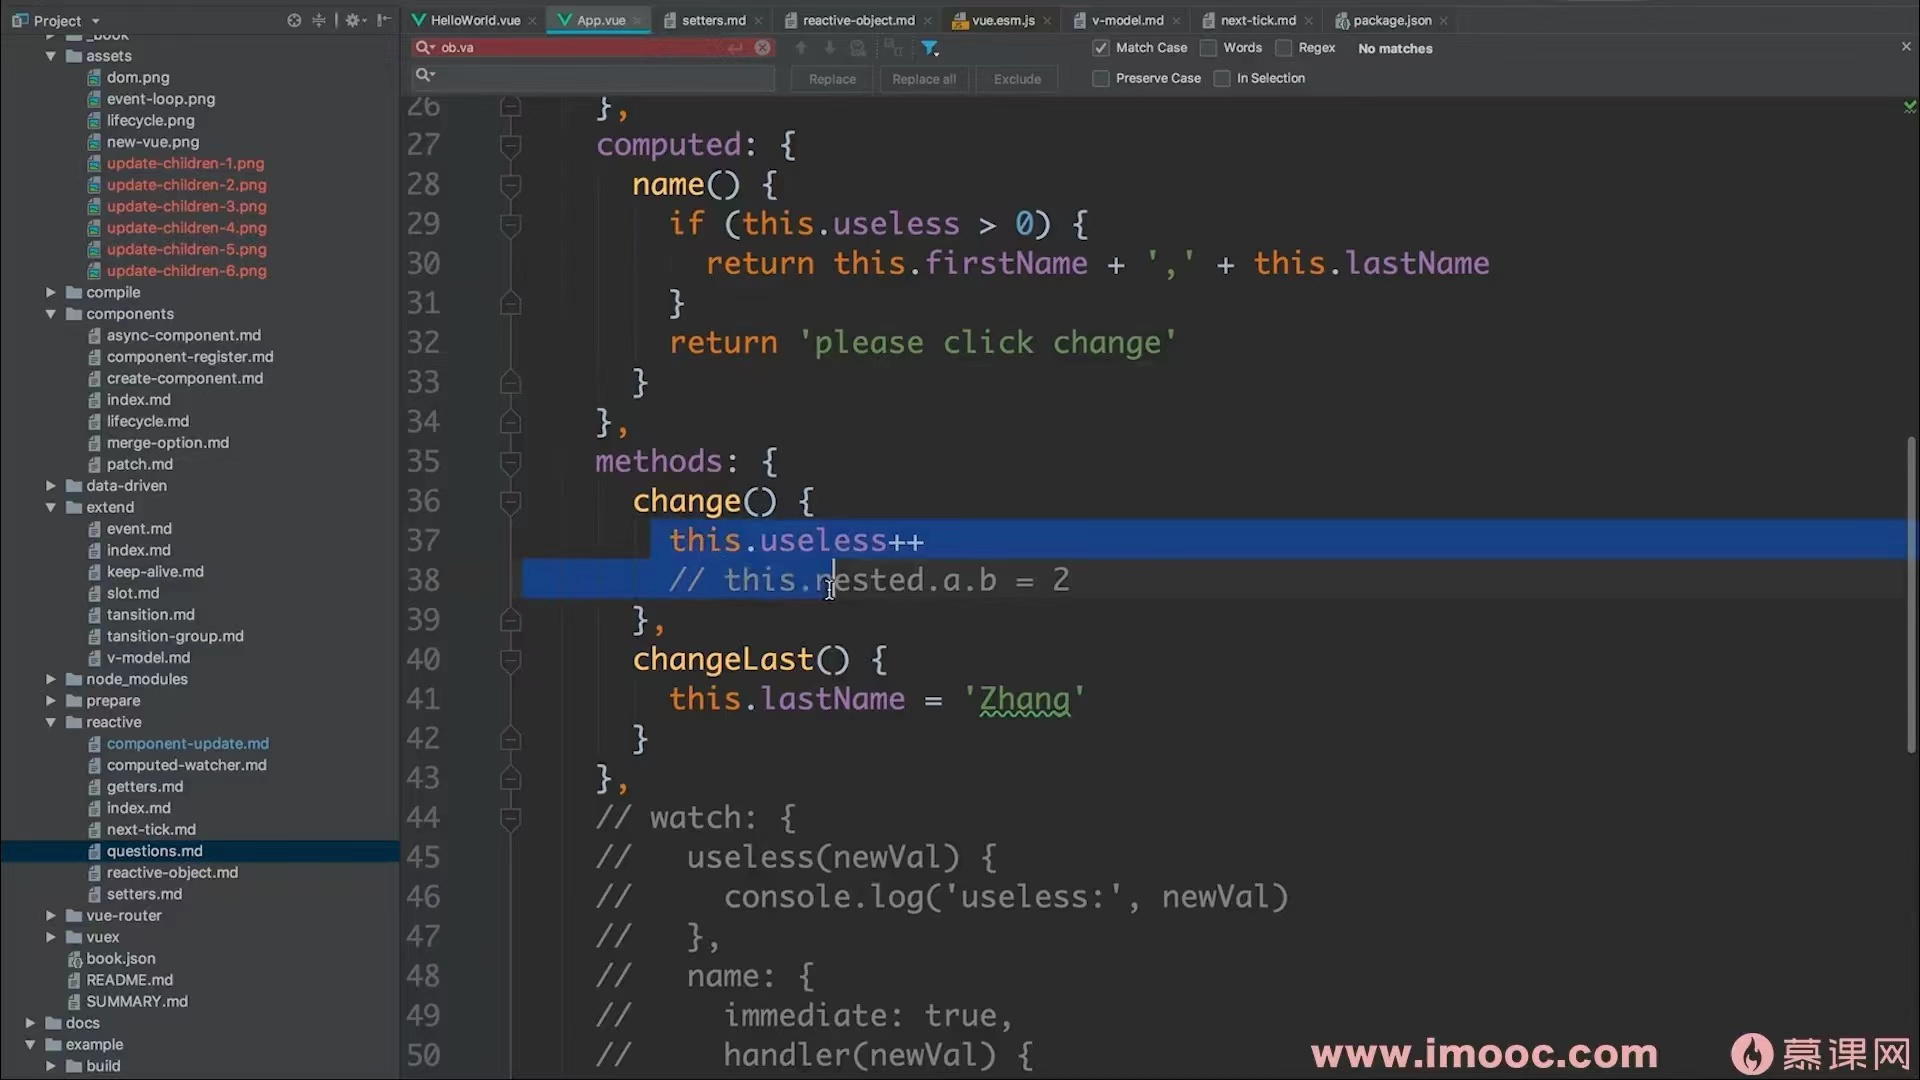 Project
HelloWorld.vue
App.vue
setters.md
reactive-object.md
vue.esm.js
v-model.md
next-tick.md
package.json
ob.va
Match Case
Words
Regex
No matches
Replace
Replace all
Exclude
Preserve Case
In Selection
_book
assets
dom.png
event-loop.png
lifecycle.png
new-vue.png
update-children-1.png
update-children-2.png
update-children-3.png
update-children-4.png
update-children-5.png
update-children-6.png
compile
components
async-component.md
component-register.md
create-component.md
index.md
lifecycle.md
merge-option.md
patch.md
data-driven
extend
event.md
index.md
keep-alive.md
slot.md
tansition.md
tansition-group.md
v-model.md
node_modules
prepare
reactive
component-update.md
computed-watcher.md
getters.md
index.md
next-tick.md
questions.md
reactive-object.md
setters.md
vue-router
vuex
book.json
README.md
SUMMARY.md
docs
example
build
26 },
27 computed: {
28 name() {
29 if (this.useless > 0) {
30 return this.firstName + ',' + this.lastName
31 }
32 return 'please click change'
33 }
34 },
35 methods: {
36 change() {
37 this.useless++
38 // this.nested.a.b = 2
39 },
40 changeLast() {
41 this.lastName = 'Zhang'
42 }
43 },
44 // watch: {
45 // useless(newVal) {
46 // console.log('useless:', newVal)
47 // },
48 // name: {
49 // immediate: true,
50 // handler(newVal) {
www.imooc.com 慕课网